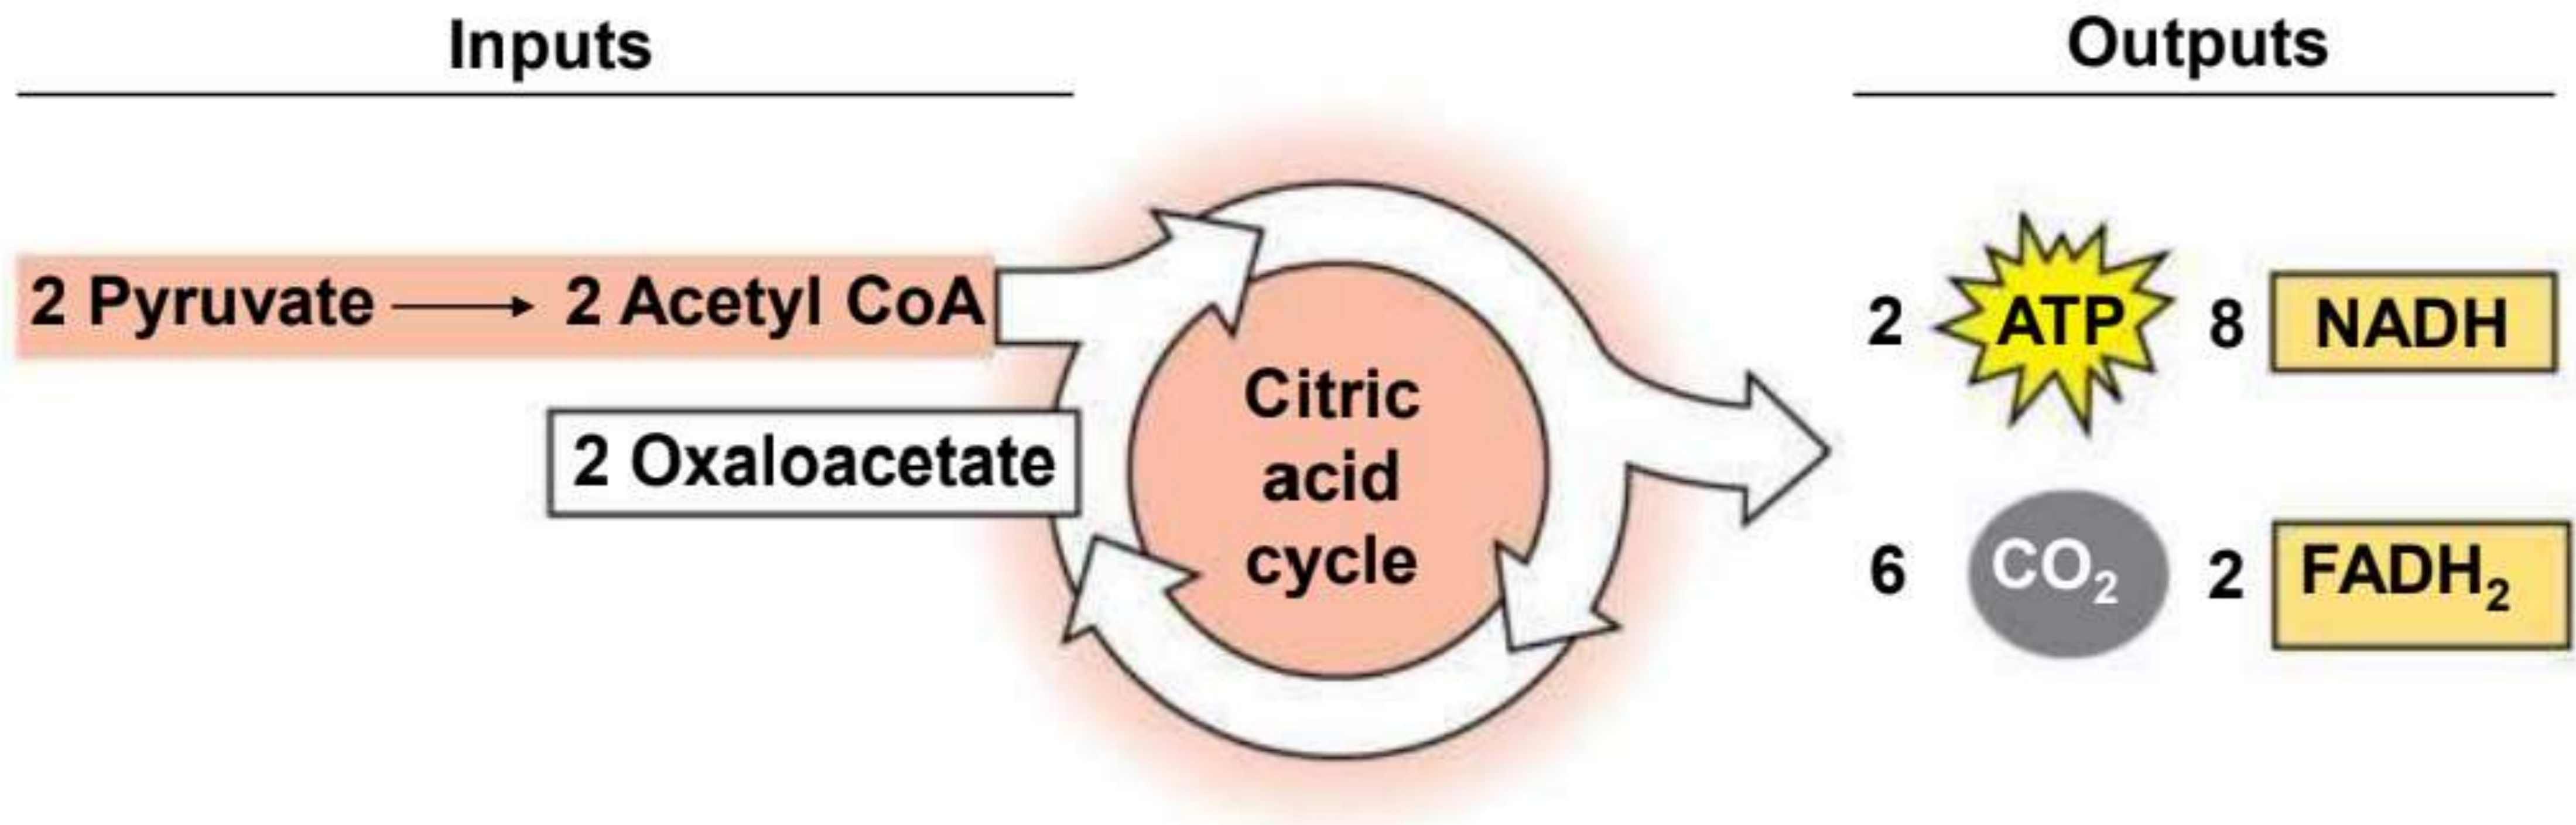 Inputs
Outputs
2 Pyruvate → 2 Acetyl CoA
2 Oxaloacetate
Citric
acid
cycle
2 ATP 8 NADH
6 CO₂ 2 FADH₂